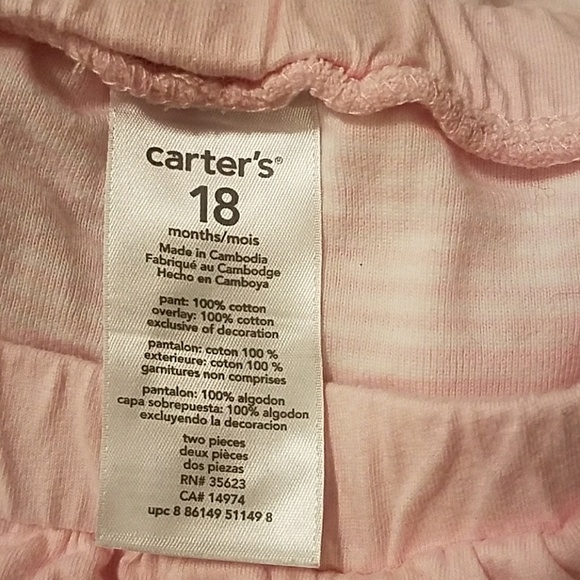 carter's®
18
months/mois
Made in Cambodia
Fabriqué au Cambodge
Hecho en Camboya
pant: 100% cotton
overlay: 100% cotton
exclusive of decoration
pantalon: coton 100 %
exterieure: coton 100 %
garnitures non comprises
pantalon: 100% algodon
capa sobrepuesta: 100% algodon
excluyendo la decoracion
two pieces
deux pièces
dos piezas
RN# 35623
CA# 14974
upc 8 86149 51149 8